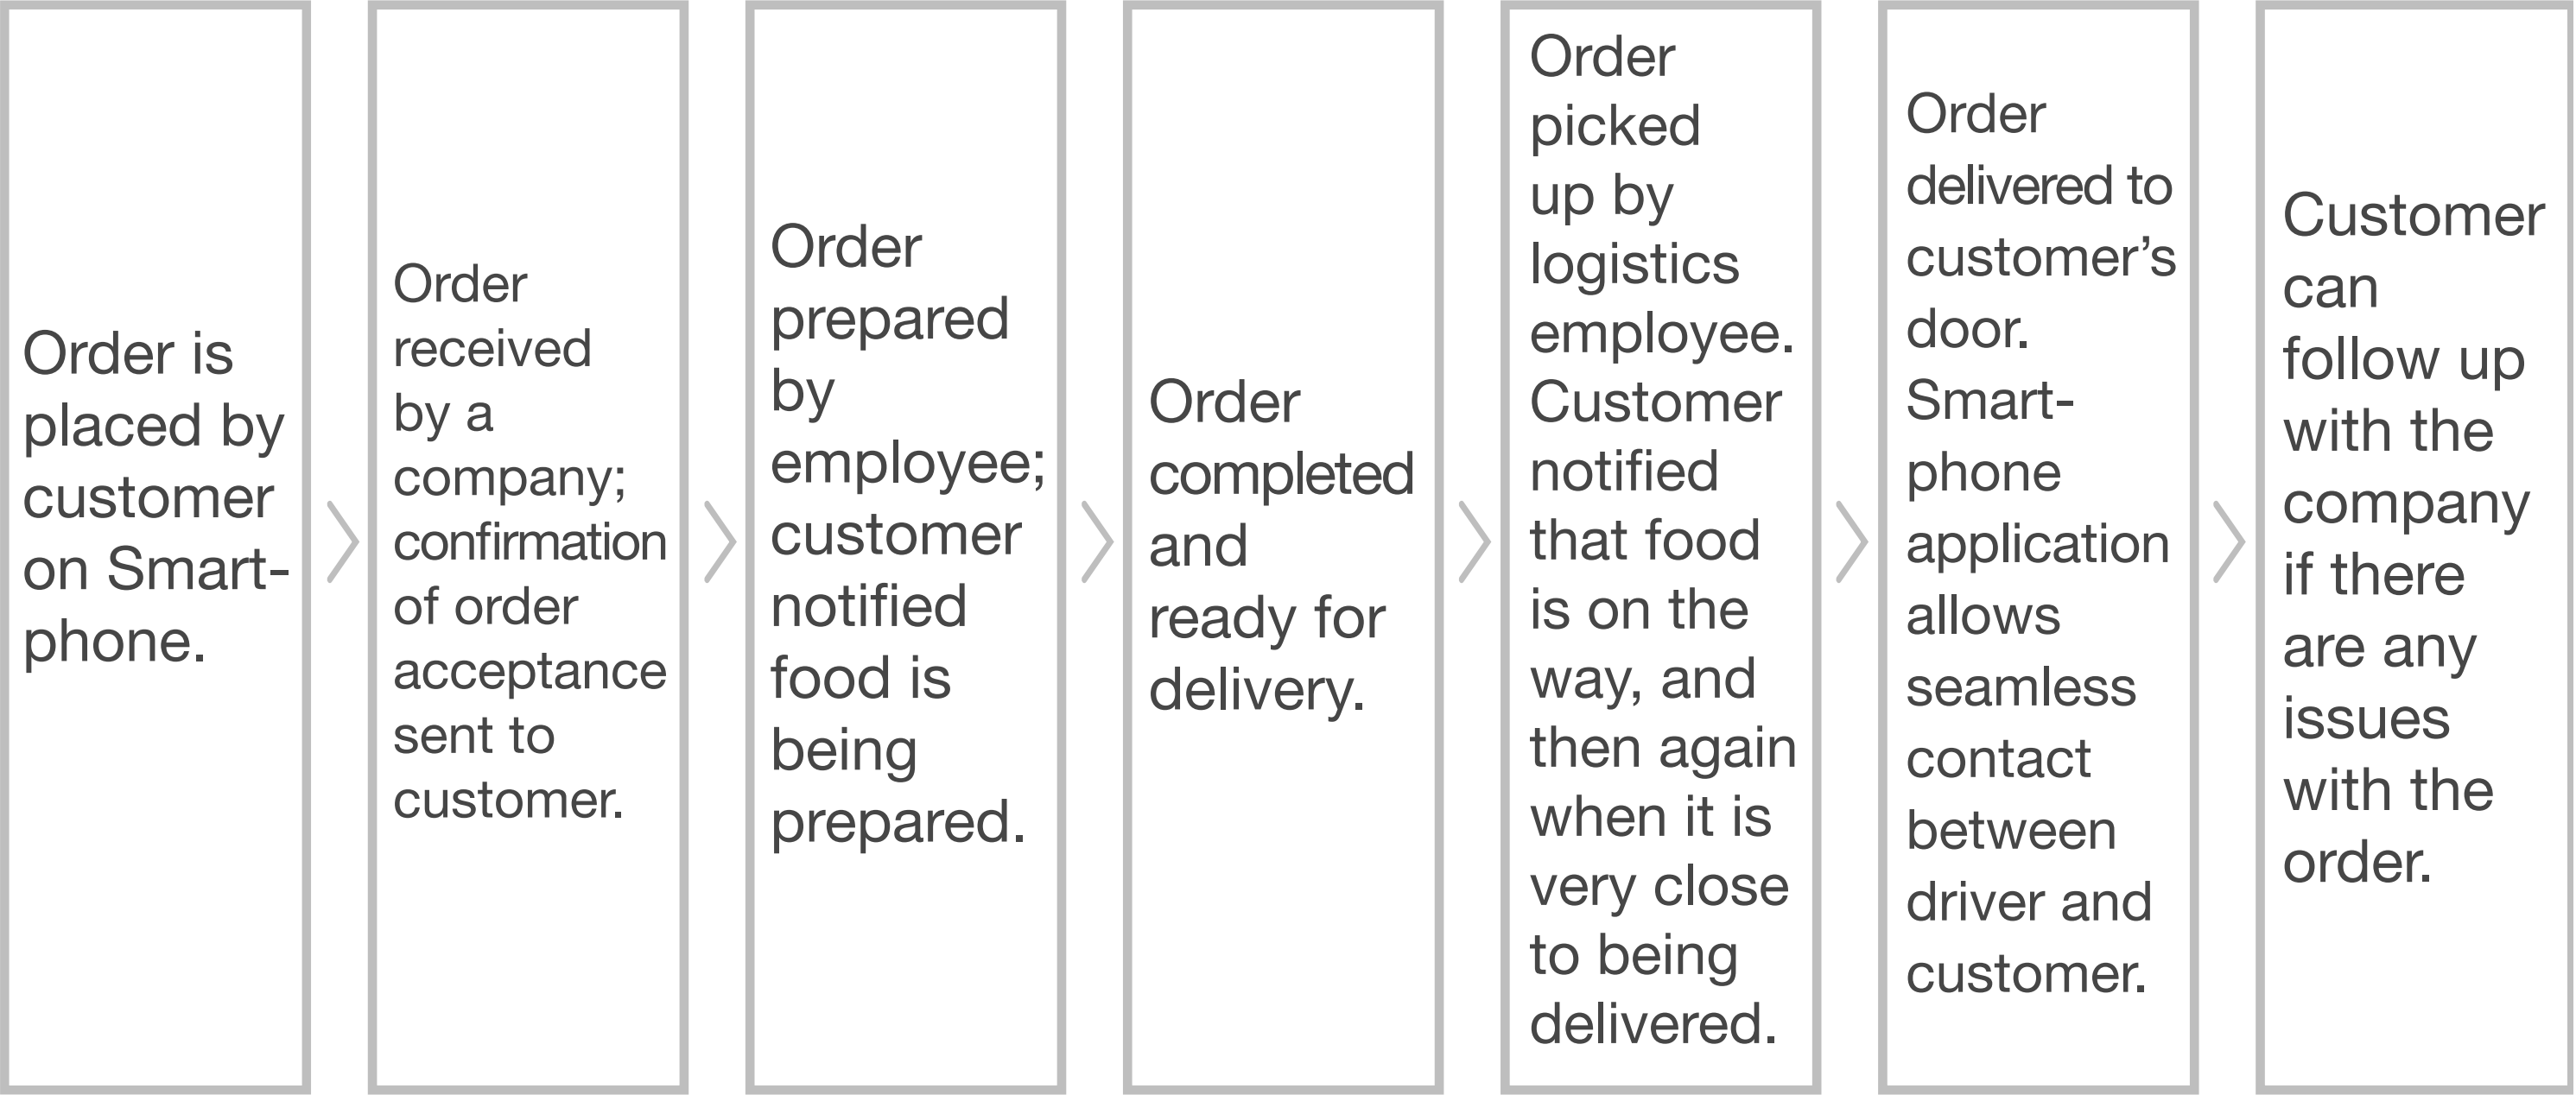 Order is
placed by
customer
on Smart-
phone.
Order
received
by a
company;
confirmation
of order
acceptance
sent to
customer.
Order
prepared
by
employee;
customer
notified
food is
being
prepared.
Order
completed
and
ready for
delivery.
Order
picked
up by
logistics
employee.
Customer
notified
that food
is on the
way, and
then again
when it is
very close
to being
delivered.
Order
delivered to
customer’s
door.
Smart-
phone
application
allows
seamless
contact
between
driver and
customer.
Customer
can
follow up
with the
company
if there
are any
issues
with the
order.